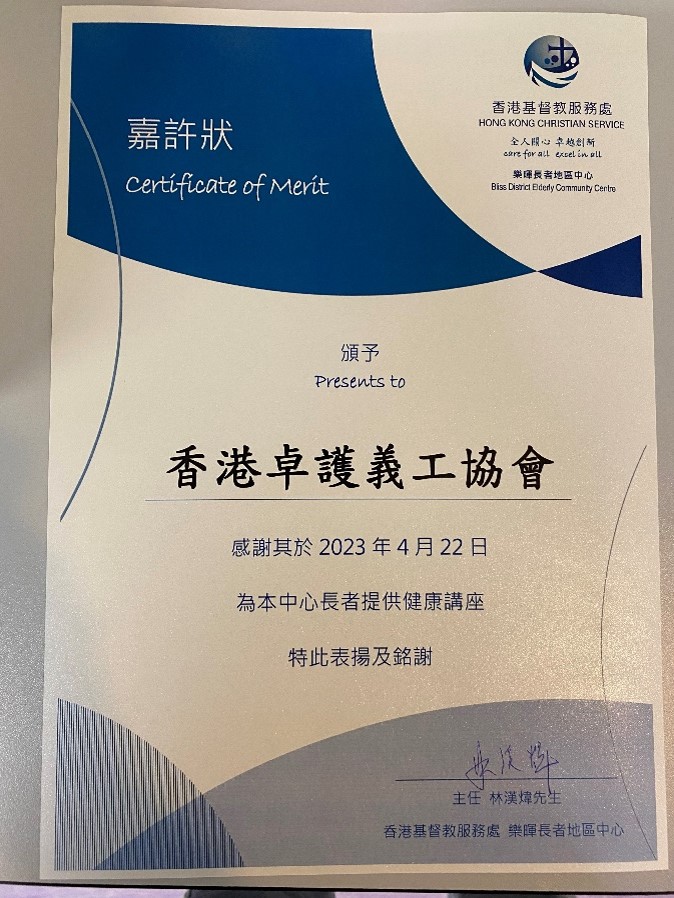 嘉許狀
Certificate of Merit
香港基督教服務處
HONG KONG CHRISTIAN SERVICE
全人關心 卓越創新
care for all excel in all
樂暉長者地區中心
Bliss District Elderly Community Centre
頒予
Presents to
香港卓護義工協會
感謝其於 2023 年 4 月 22 日
為本中心長者提供健康講座
特此表揚及銘謝
主任 林漢煒先生
香港基督教服務處 樂暉長者地區中心